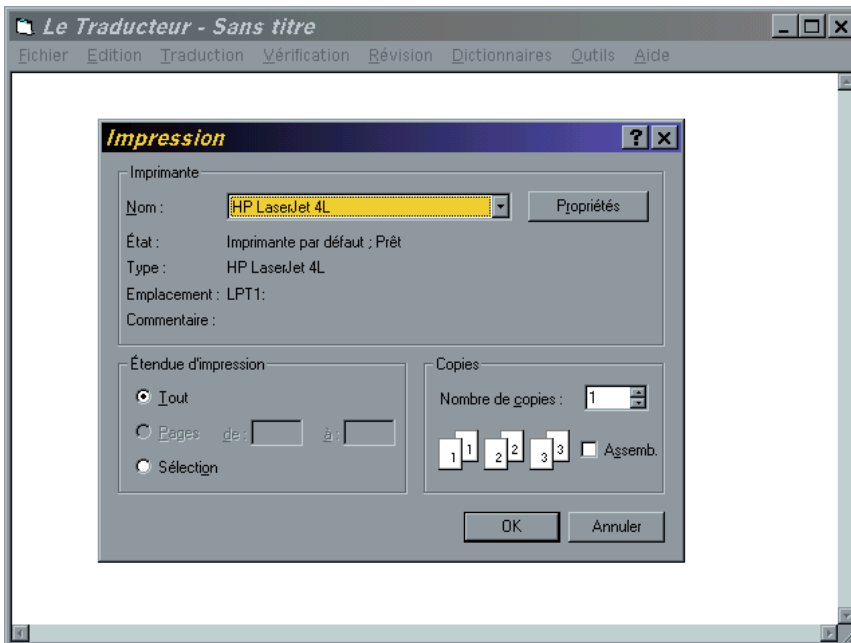 Le Traducteur - Sans titre
Fichier Edition Traduction Vérification Révision Dictionnaires Outils Aide
Impression
Imprimante
Nom : HP LaserJet 4L Propriétés
État : Imprimante par défaut ; Prêt
Type : HP LaserJet 4L
Emplacement : LPT1:
Commentaire :
Étendue d'impression
Tout
Pages de : à :
Sélection
Copies
Nombre de copies : 1
1 1 2 2 3 3 Assemb.
OK Annuler